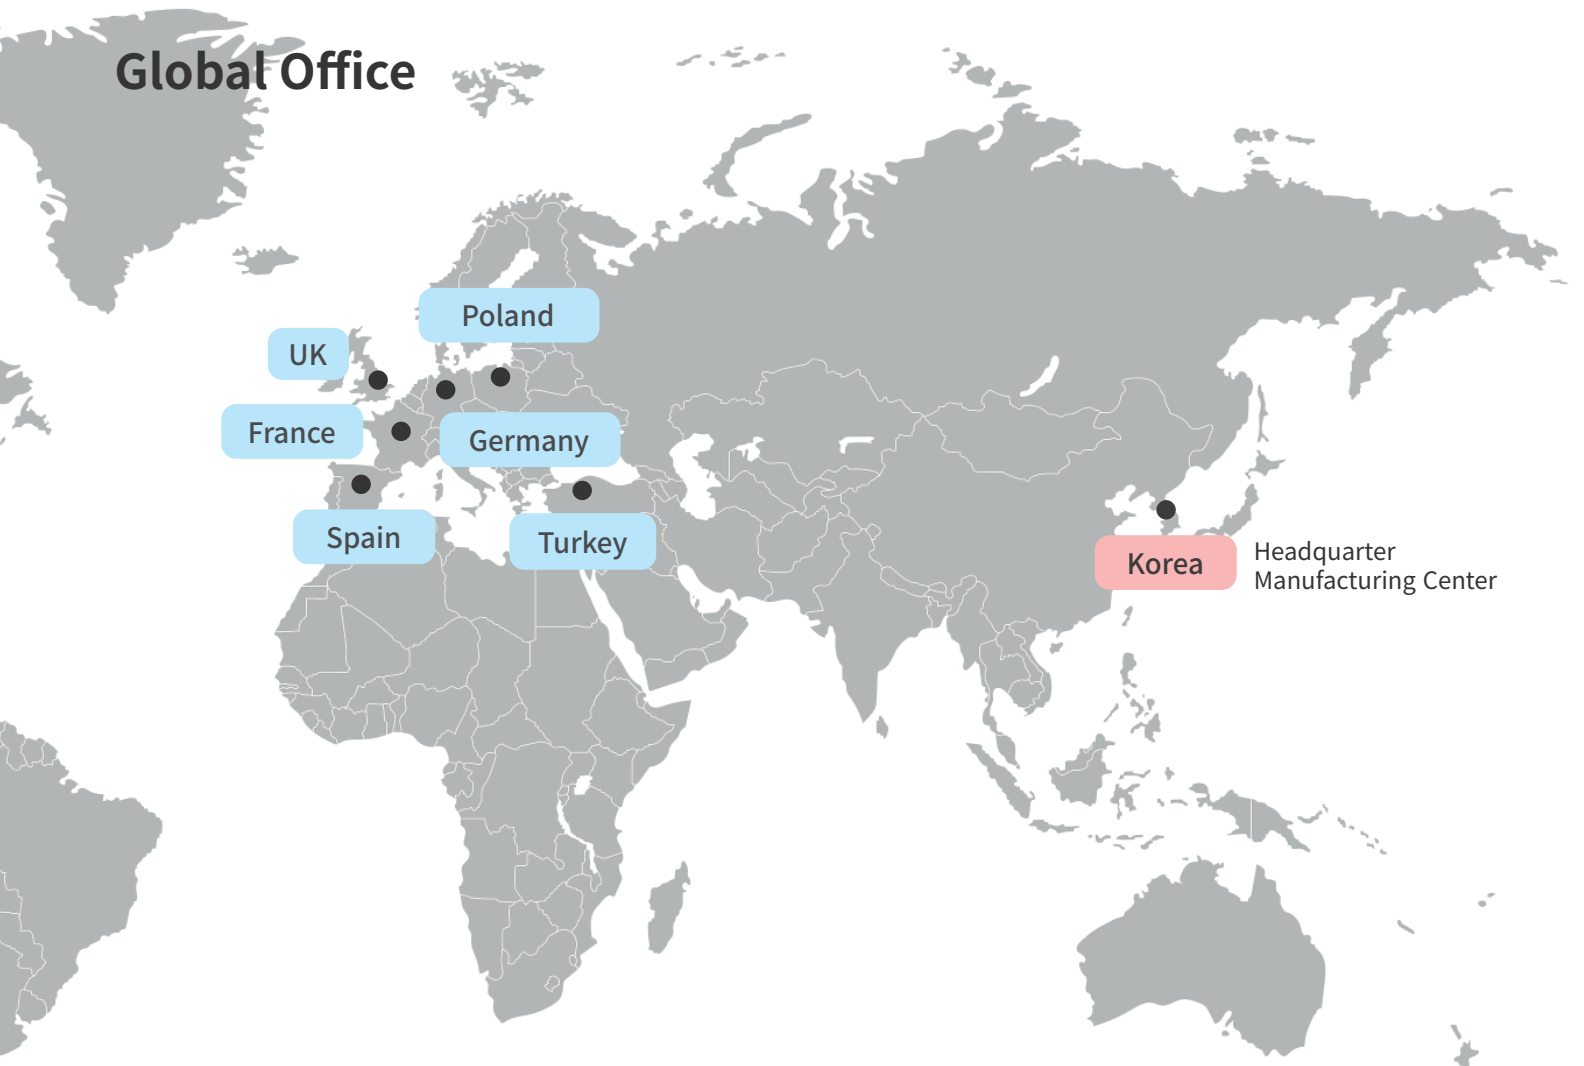 Global Office
Poland
UK
France
Germany
Spain
Turkey
Korea
Headquarter
Manufacturing Center